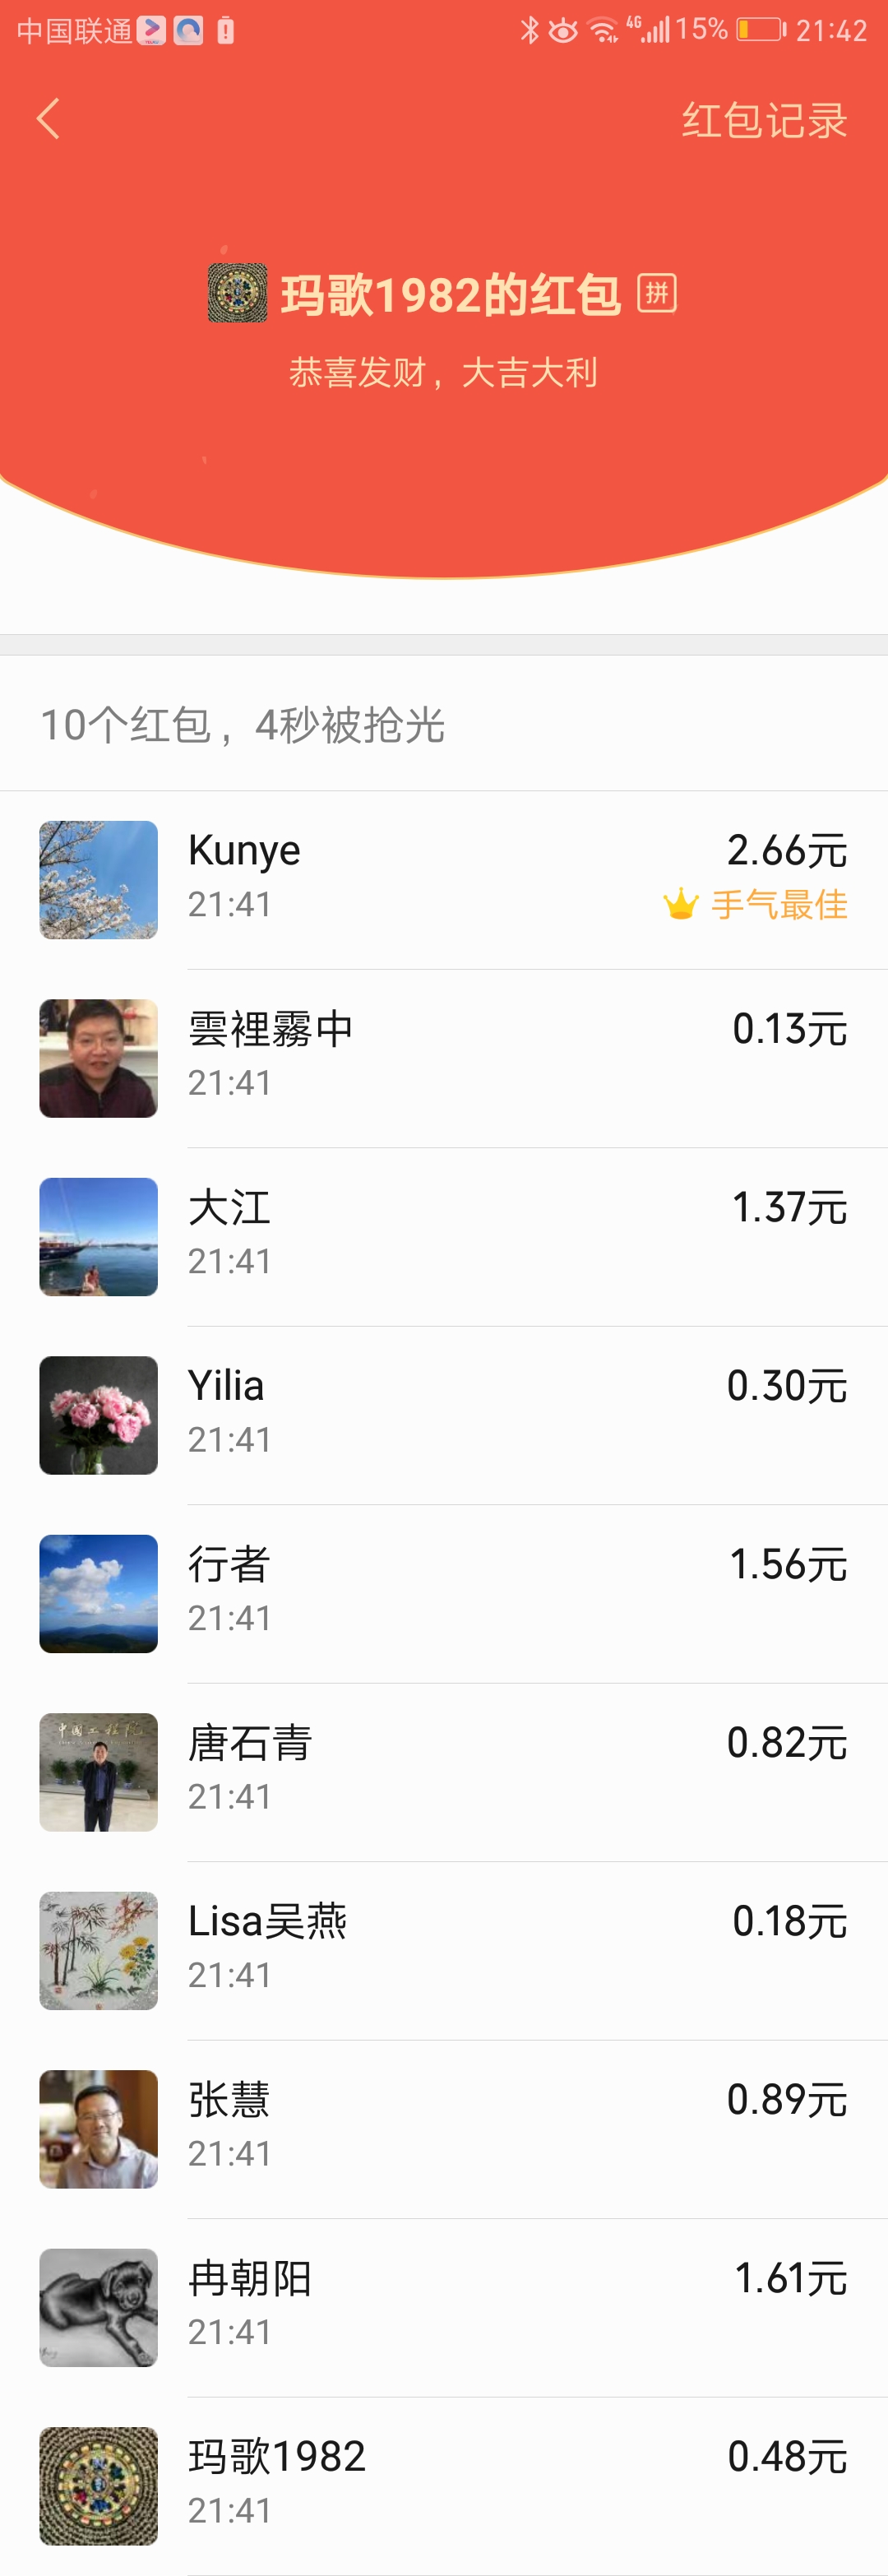 中国联通 4G 15% 21:42
红包记录
玛歌1982的红包 拼
恭喜发财，大吉大利
10个红包，4秒被抢光
Kunye 2.66元
21:41 手气最佳
雲裡霧中 0.13元
21:41
大江 1.37元
21:41
Yilia 0.30元
21:41
行者 1.56元
21:41
中国工程院
唐石青 0.82元
21:41
Lisa吴燕 0.18元
21:41
张慧 0.89元
21:41
冉朝阳 1.61元
21:41
玛歌1982 0.48元
21:41